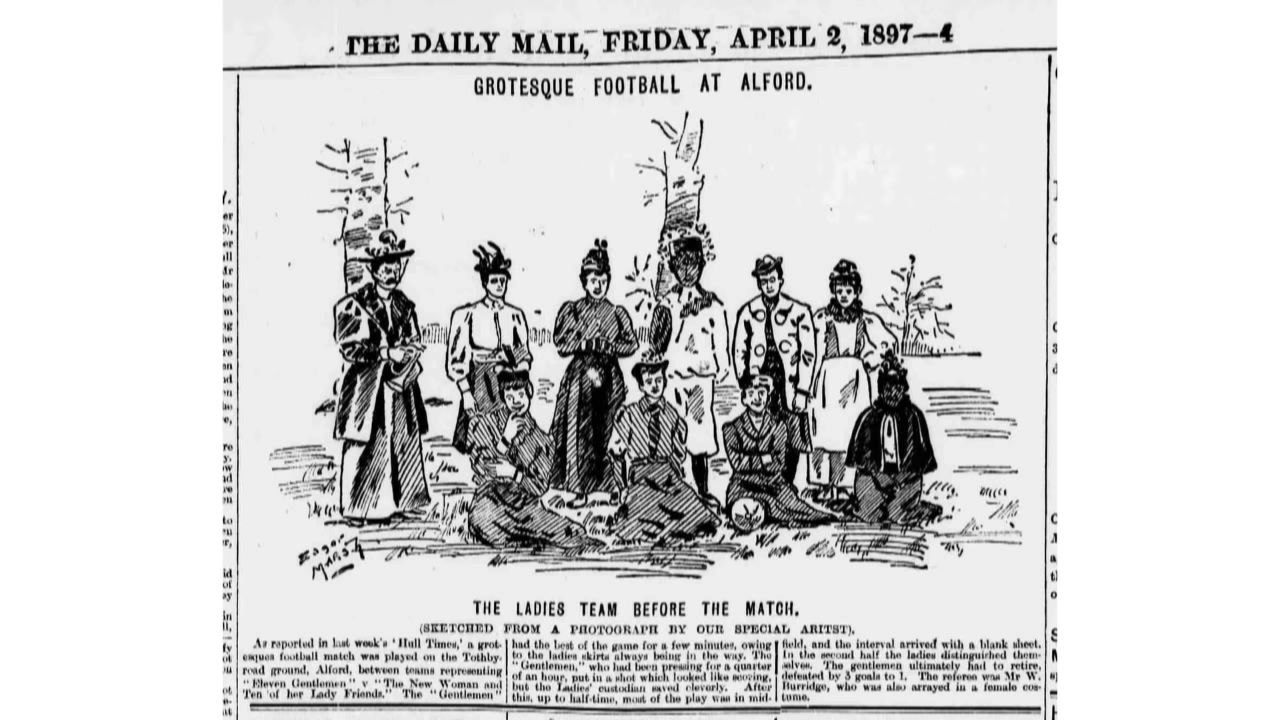 THE DAILY MAIL, FRIDAY, APRIL 2, 1897—4
GROTESQUE FOOTBALL AT ALFORD.
EDGAR
MARSH
THE LADIES TEAM BEFORE THE MATCH.
(SKETCHED FROM A PHOTOGRAPH BY OUR SPECIAL ARITST).
As reported in last week's 'Hull Times,' a grot-
esques football match was played on the Tothby-
road ground, Alford, between teams representing
"Eleven Gentlemen" v "The New Woman and
Ten of her Lady Friends." The "Gentlemen"
had the best of the game for a few minutes, owing
to the ladies skirts always being in the way. The
"Gentlemen," who had been pressing for a quarter
of an hour, put in a shot which looked like scoring,
but the Ladies' custodian saved cleverly. After
this, up to half-time, most of the play was in mid-
field, and the interval arrived with a blank sheet.
In the second half the ladies distinguished them-
selves. The gentlemen ultimately had to retire,
defeated by 3 goals to 1. The referee was Mr W.
Burridge, who was also arrayed in a female cos-
tume.